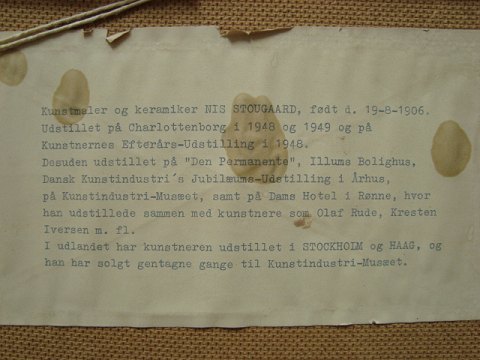 Kunstmaler og keramiker NIS STOUGAARD, født d. 19-8-1906.
Udstillet på Charlottenborg i 1948 og 1949 og på
Kunstnernes Efterårs-Udstilling i 1948.
Desuden udstillet på "Den Permanente", Illums Bolighus,
Dansk Kunstindustri's Jubilæums-Udstilling i Århus,
på Kunstindustri-Musæet, samt på Dams Hotel i Rønne, hvor
han udstillede sammen med kunstnere som Olaf Rude, Kresten
Iversen m. fl.
I udlandet har kunstneren udstillet i STOCKHOLM og HAAG, og
han har solgt gentagne gange til Kunstindustri-Musæet.